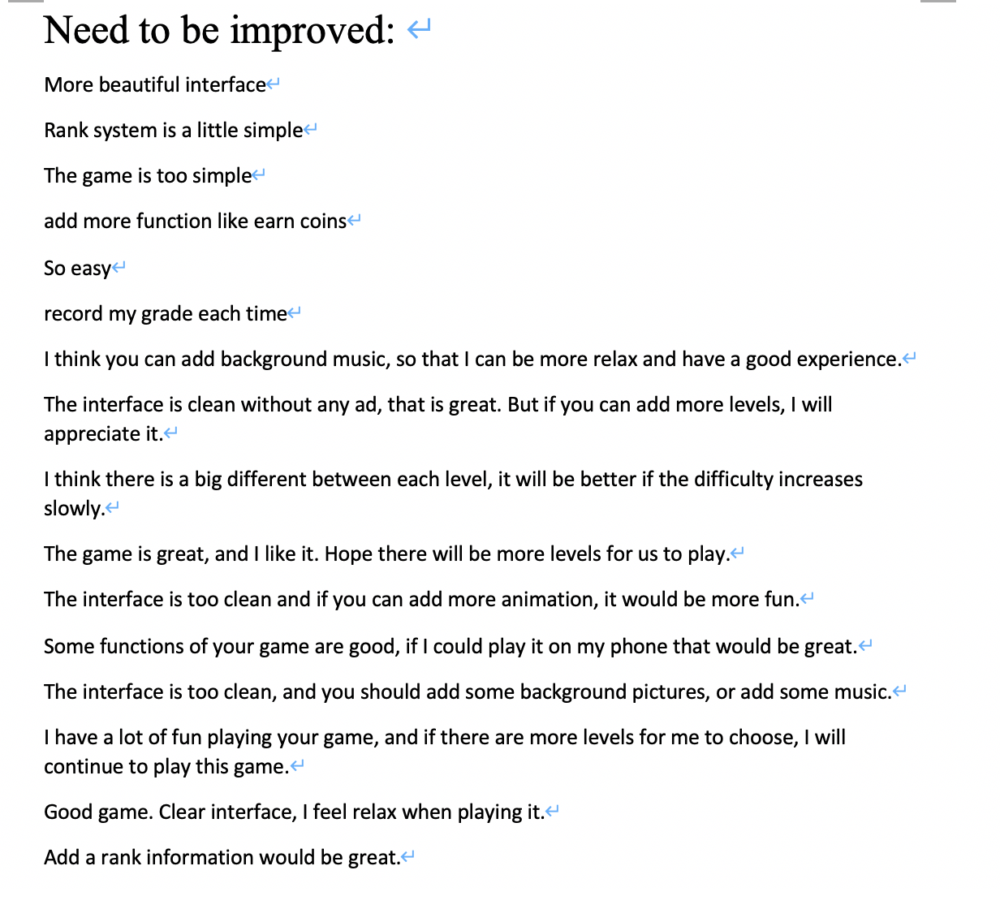 Need to be improved:
More beautiful interface
Rank system is a little simple
The game is too simple
add more function like earn coins
So easy
record my grade each time
I think you can add background music, so that I can be more relax and have a good experience.
The interface is clean without any ad, that is great. But if you can add more levels, I will
appreciate it.
I think there is a big different between each level, it will be better if the difficulty increases
slowly.
The game is great, and I like it. Hope there will be more levels for us to play.
The interface is too clean and if you can add more animation, it would be more fun.
Some functions of your game are good, if I could play it on my phone that would be great.
The interface is too clean, and you should add some background pictures, or add some music.
I have a lot of fun playing your game, and if there are more levels for me to choose, I will
continue to play this game.
Good game. Clear interface, I feel relax when playing it.
Add a rank information would be great.